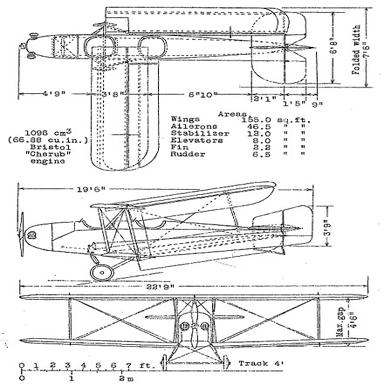 6'8"
Folded width
7'6"
4'9" 3'8" 6'10" 2'1" 1'5" 9"
Areas
Wings 155.0 sq.ft.
Ailerons 46.5 " "
Stabilizer 12.0 " "
Elevators 8.0 " "
Fin 2.2 " "
Rudder 6.5 " "
1098 cm3
(66.88 cu.in.)
Bristol
"Cherub"
engine
19'6"
3'9"
22'9"
Max.gap
4'6"
Track 4'
0 1 2 3 4 5 6 7 ft.
0 1 2m